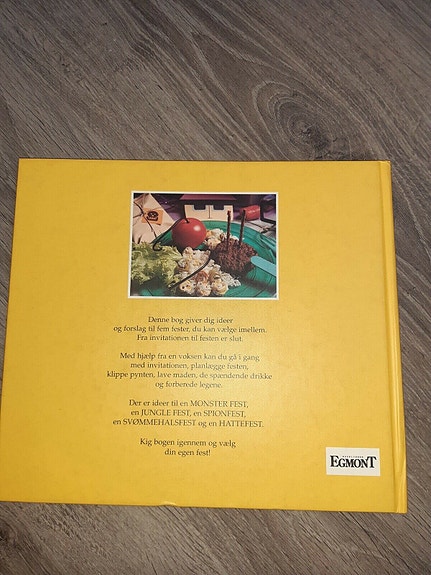 Denne bog giver dig ideer
og forslag til fem fester, du kan vælge imellem.
Fra invitationen til festen er slut.
Med hjælp fra en voksen kan du gå i gang
med invitationen, planlægge festen,
klippe pynten, lave maden, de spændende drikke
og forberede legene.
Der er ideer til en MONSTER FEST,
en JUNGLE FEST, en SPIONFEST,
en SVØMMEHALSFEST og en HATTEFEST.
Kig bogen igennem og vælg
din egen fest!
EGMONT